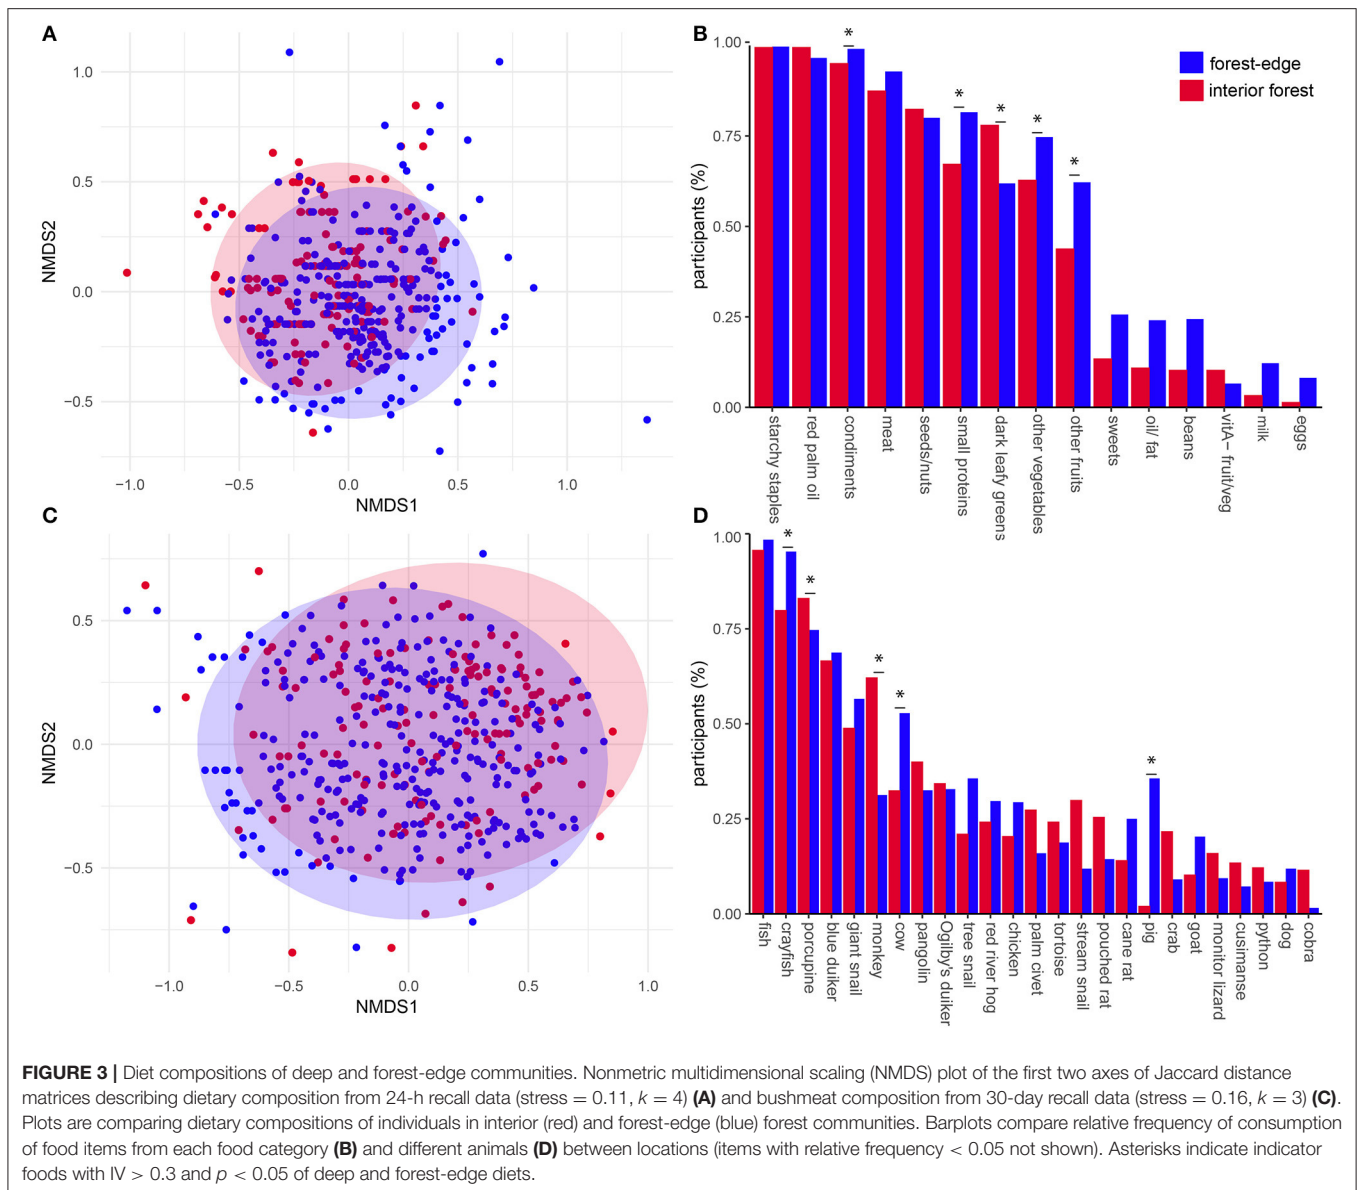 A
1.0
0.5
0.0
−0.5
NMDS2
−1.0
−0.5
0.0
0.5
1.0
NMDS1
B
1.00
0.75
0.50
0.25
0.00
participants (%)
*
*
*
*
*
forest-edge
interior forest
starchy staples
red palm oil
condiments
meat
seeds/nuts
small proteins
dark leafy greens
other vegetables
other fruits
sweets
oil/ fat
beans
vitA− fruit/veg
milk
eggs
C
0.5
0.0
−0.5
NMDS2
−1.0
−0.5
0.0
0.5
1.0
NMDS1
D
1.00
0.75
0.50
0.25
0.00
participants (%)
*
*
*
*
*
fish
crayfish
porcupine
blue duiker
giant snail
monkey
cow
pangolin
Ogilby's duiker
tree snail
red river hog
chicken
palm civet
tortoise
stream snail
pouched rat
cane rat
pig
crab
goat
monitor lizard
cusimanse
python
dog
cobra
FIGURE 3 | Diet compositions of deep and forest-edge communities. Nonmetric multidimensional scaling (NMDS) plot of the first two axes of Jaccard distance
matrices describing dietary composition from 24-h recall data (stress = 0.11, k = 4) (A) and bushmeat composition from 30-day recall data (stress = 0.16, k = 3) (C).
Plots are comparing dietary compositions of individuals in interior (red) and forest-edge (blue) forest communities. Barplots compare relative frequency of consumption
of food items from each food category (B) and different animals (D) between locations (items with relative frequency < 0.05 not shown). Asterisks indicate indicator
foods with IV > 0.3 and p < 0.05 of deep and forest-edge diets.